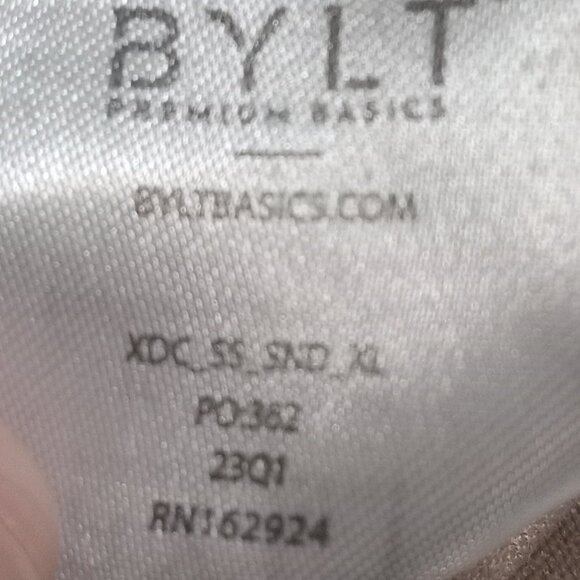 BYLT
PREMIUM BASICS
BYLTBASICS.COM
XDC_SS_SND_XL
PO:362
23Q1
RN162924